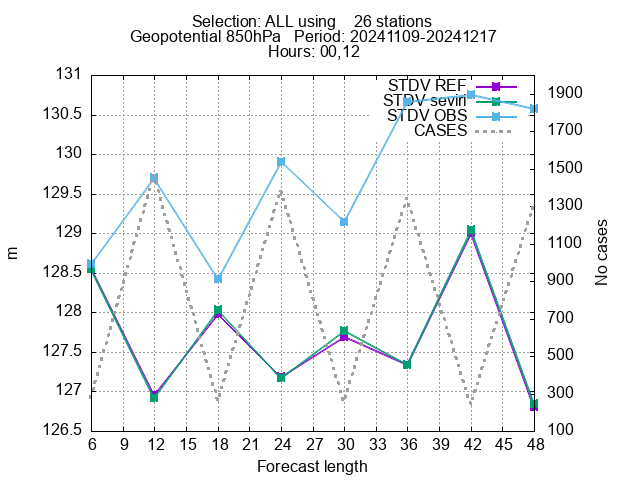 Selection: ALL using    26 stations
Geopotential 850hPa   Period: 20241109-20241217
Hours: 00,12
STDV REF
STDV seviri
STDV OBS
CASES
131
130.5
130
129.5
129
128.5
128
127.5
127
126.5
m
1900
1700
1500
1300
1100
900
700
500
300
100
No cases
6 9 12 15 18 21 24 27 30 33 36 39 42 45 48
Forecast length